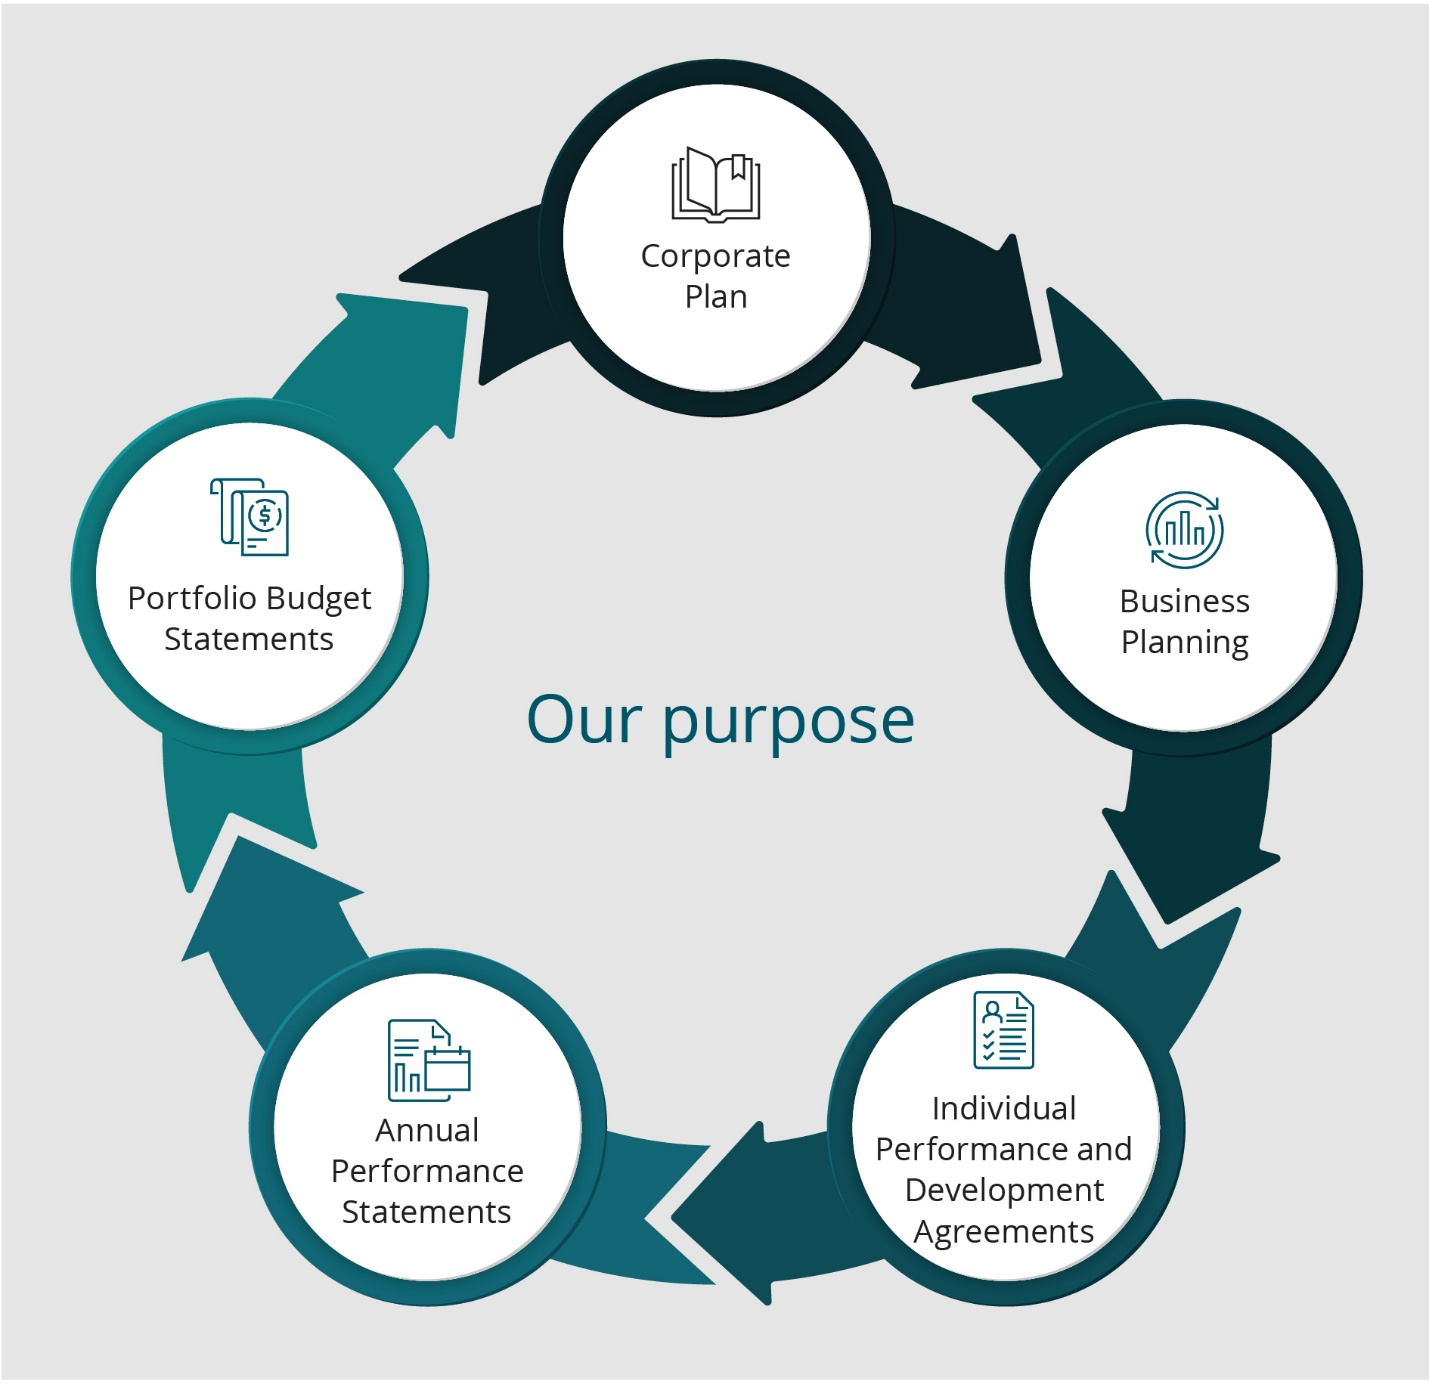 Corporate
Plan
Business
Planning
Individual
Performance and
Development
Agreements
Annual
Performance
Statements
Portfolio Budget
Statements
Our purpose